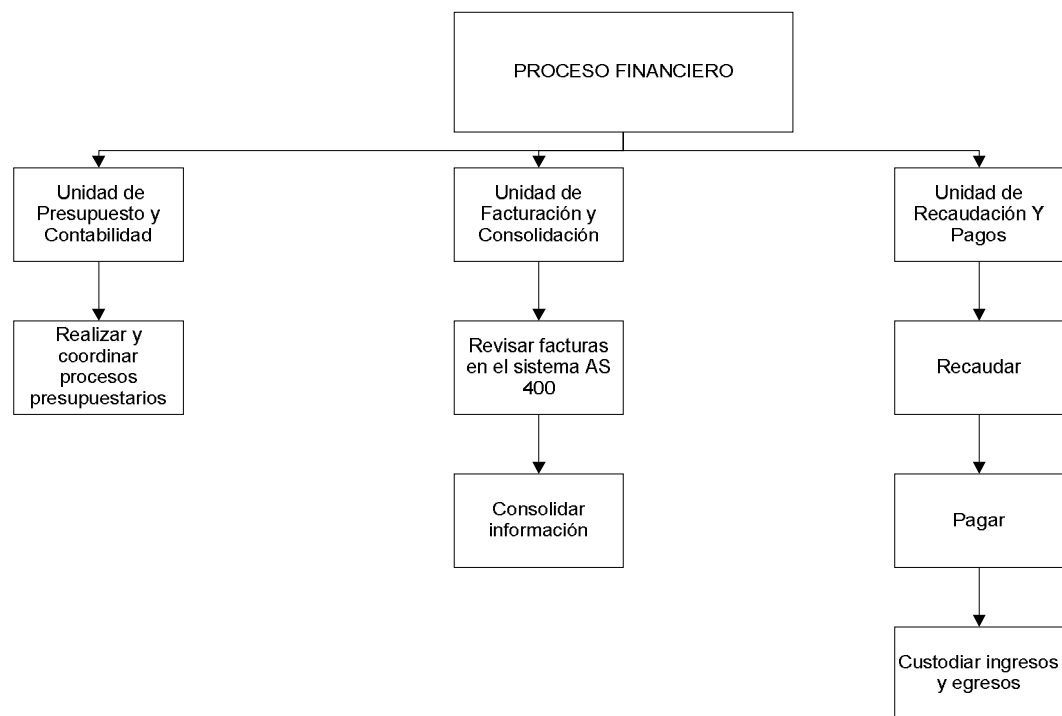 PROCESO FINANCIERO
Unidad de
Presupuesto y
Contabilidad
Unidad de
Facturación y
Consolidación
Unidad de
Recaudación Y
Pagos
Realizar y
coordinar
procesos
presupuestarios
Revisar facturas
en el sistema AS
400
Recaudar
Consolidar
información
Pagar
Custodiar ingresos
y egresos